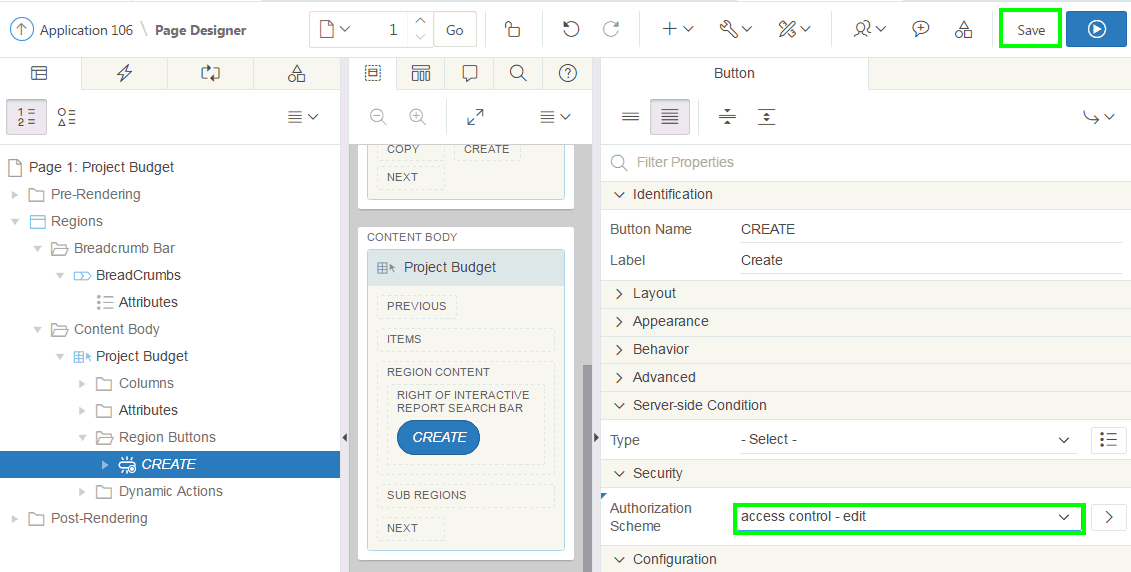 Application 106 \ Page Designer
1
Go
Save
Button
1
2
Page 1: Project Budget
Pre-Rendering
Regions
Breadcrumb Bar
BreadCrumbs
Attributes
Content Body
Project Budget
Columns
Attributes
Region Buttons
CREATE
Dynamic Actions
Post-Rendering
COPY
CREATE
NEXT
CONTENT BODY
Project Budget
PREVIOUS
ITEMS
REGION CONTENT
RIGHT OF INTERACTIVE
REPORT SEARCH BAR
CREATE
SUB REGIONS
NEXT
Filter Properties
Identification
Button Name CREATE
Label Create
Layout
Appearance
Behavior
Advanced
Server-side Condition
Type - Select -
Security
Authorization
Scheme
access control - edit
Configuration